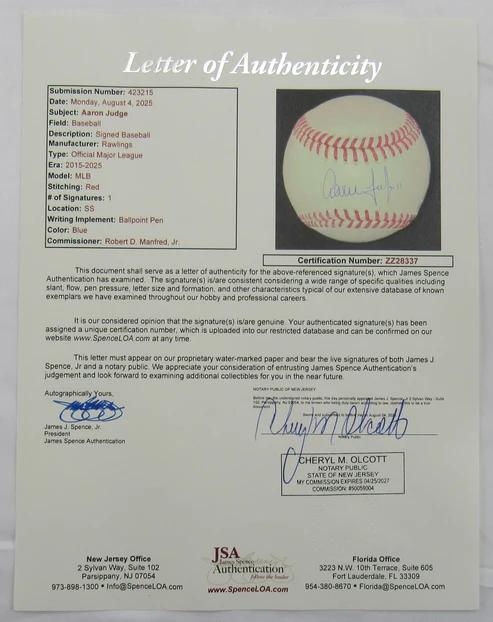 Letter of Authenticity
Submission Number: 423215
Date: Monday, August 4, 2025
Subject: Aaron Judge
Field: Baseball
Description: Signed Baseball
Manufacturer: Rawlings
Type: Official Major League
Era: 2015-2025
Model: MLB
Stitching: Red
# of Signatures: 1
Location: SS
Writing Implement: Ballpoint Pen
Color: Blue
Commissioner: Robert D. Manfred, Jr.
Certification Number: ZZ28337
This document shall serve as a letter of authenticity for the above-referenced signature(s), which James Spence
Authentication has examined. The signature(s) is/are consistent considering a wide range of specific qualities including
slant, flow, pen pressure, letter size and formation, and other characteristics typical of our extensive database of known
exemplars we have examined throughout our hobby and professional careers.
It is our considered opinion that the signature(s) is/are genuine. Your authenticated signature(s) has been
assigned a unique certification number, which is uploaded into our restricted database and can be confirmed on our
website www.SpenceLOA.com at any time.
This letter must appear on our proprietary water-marked paper and bear the live signatures of both James J.
Spence, Jr and a notary public. We appreciate your consideration of entrusting James Spence Authentication's
judgement and look forward to examining additional collectibles for you in the near future.
Autographically Yours,
James J. Spence, Jr.
President
James Spence Authentication
NOTARY PUBLIC OF NEW JERSEY
Cheryl M Olcott
Notary Public
CHERYL M. OLCOTT
NOTARY PUBLIC
STATE OF NEW JERSEY
MY COMMISSION EXPIRES 04/25/2027
COMMISSION: #50059004
New Jersey Office
2 Sylvan Way, Suite 102
Parsippany, NJ 07054
973-898-1300 * Info@SpenceLOA.com
JSA
James Spence
Authentication
follow the leader
www.SpenceLOA.com
Florida Office
3223 N.W. 10th Terrace, Suite 605
Fort Lauderdale, FL 33309
954-380-8670 * Florida@SpenceLOA.com